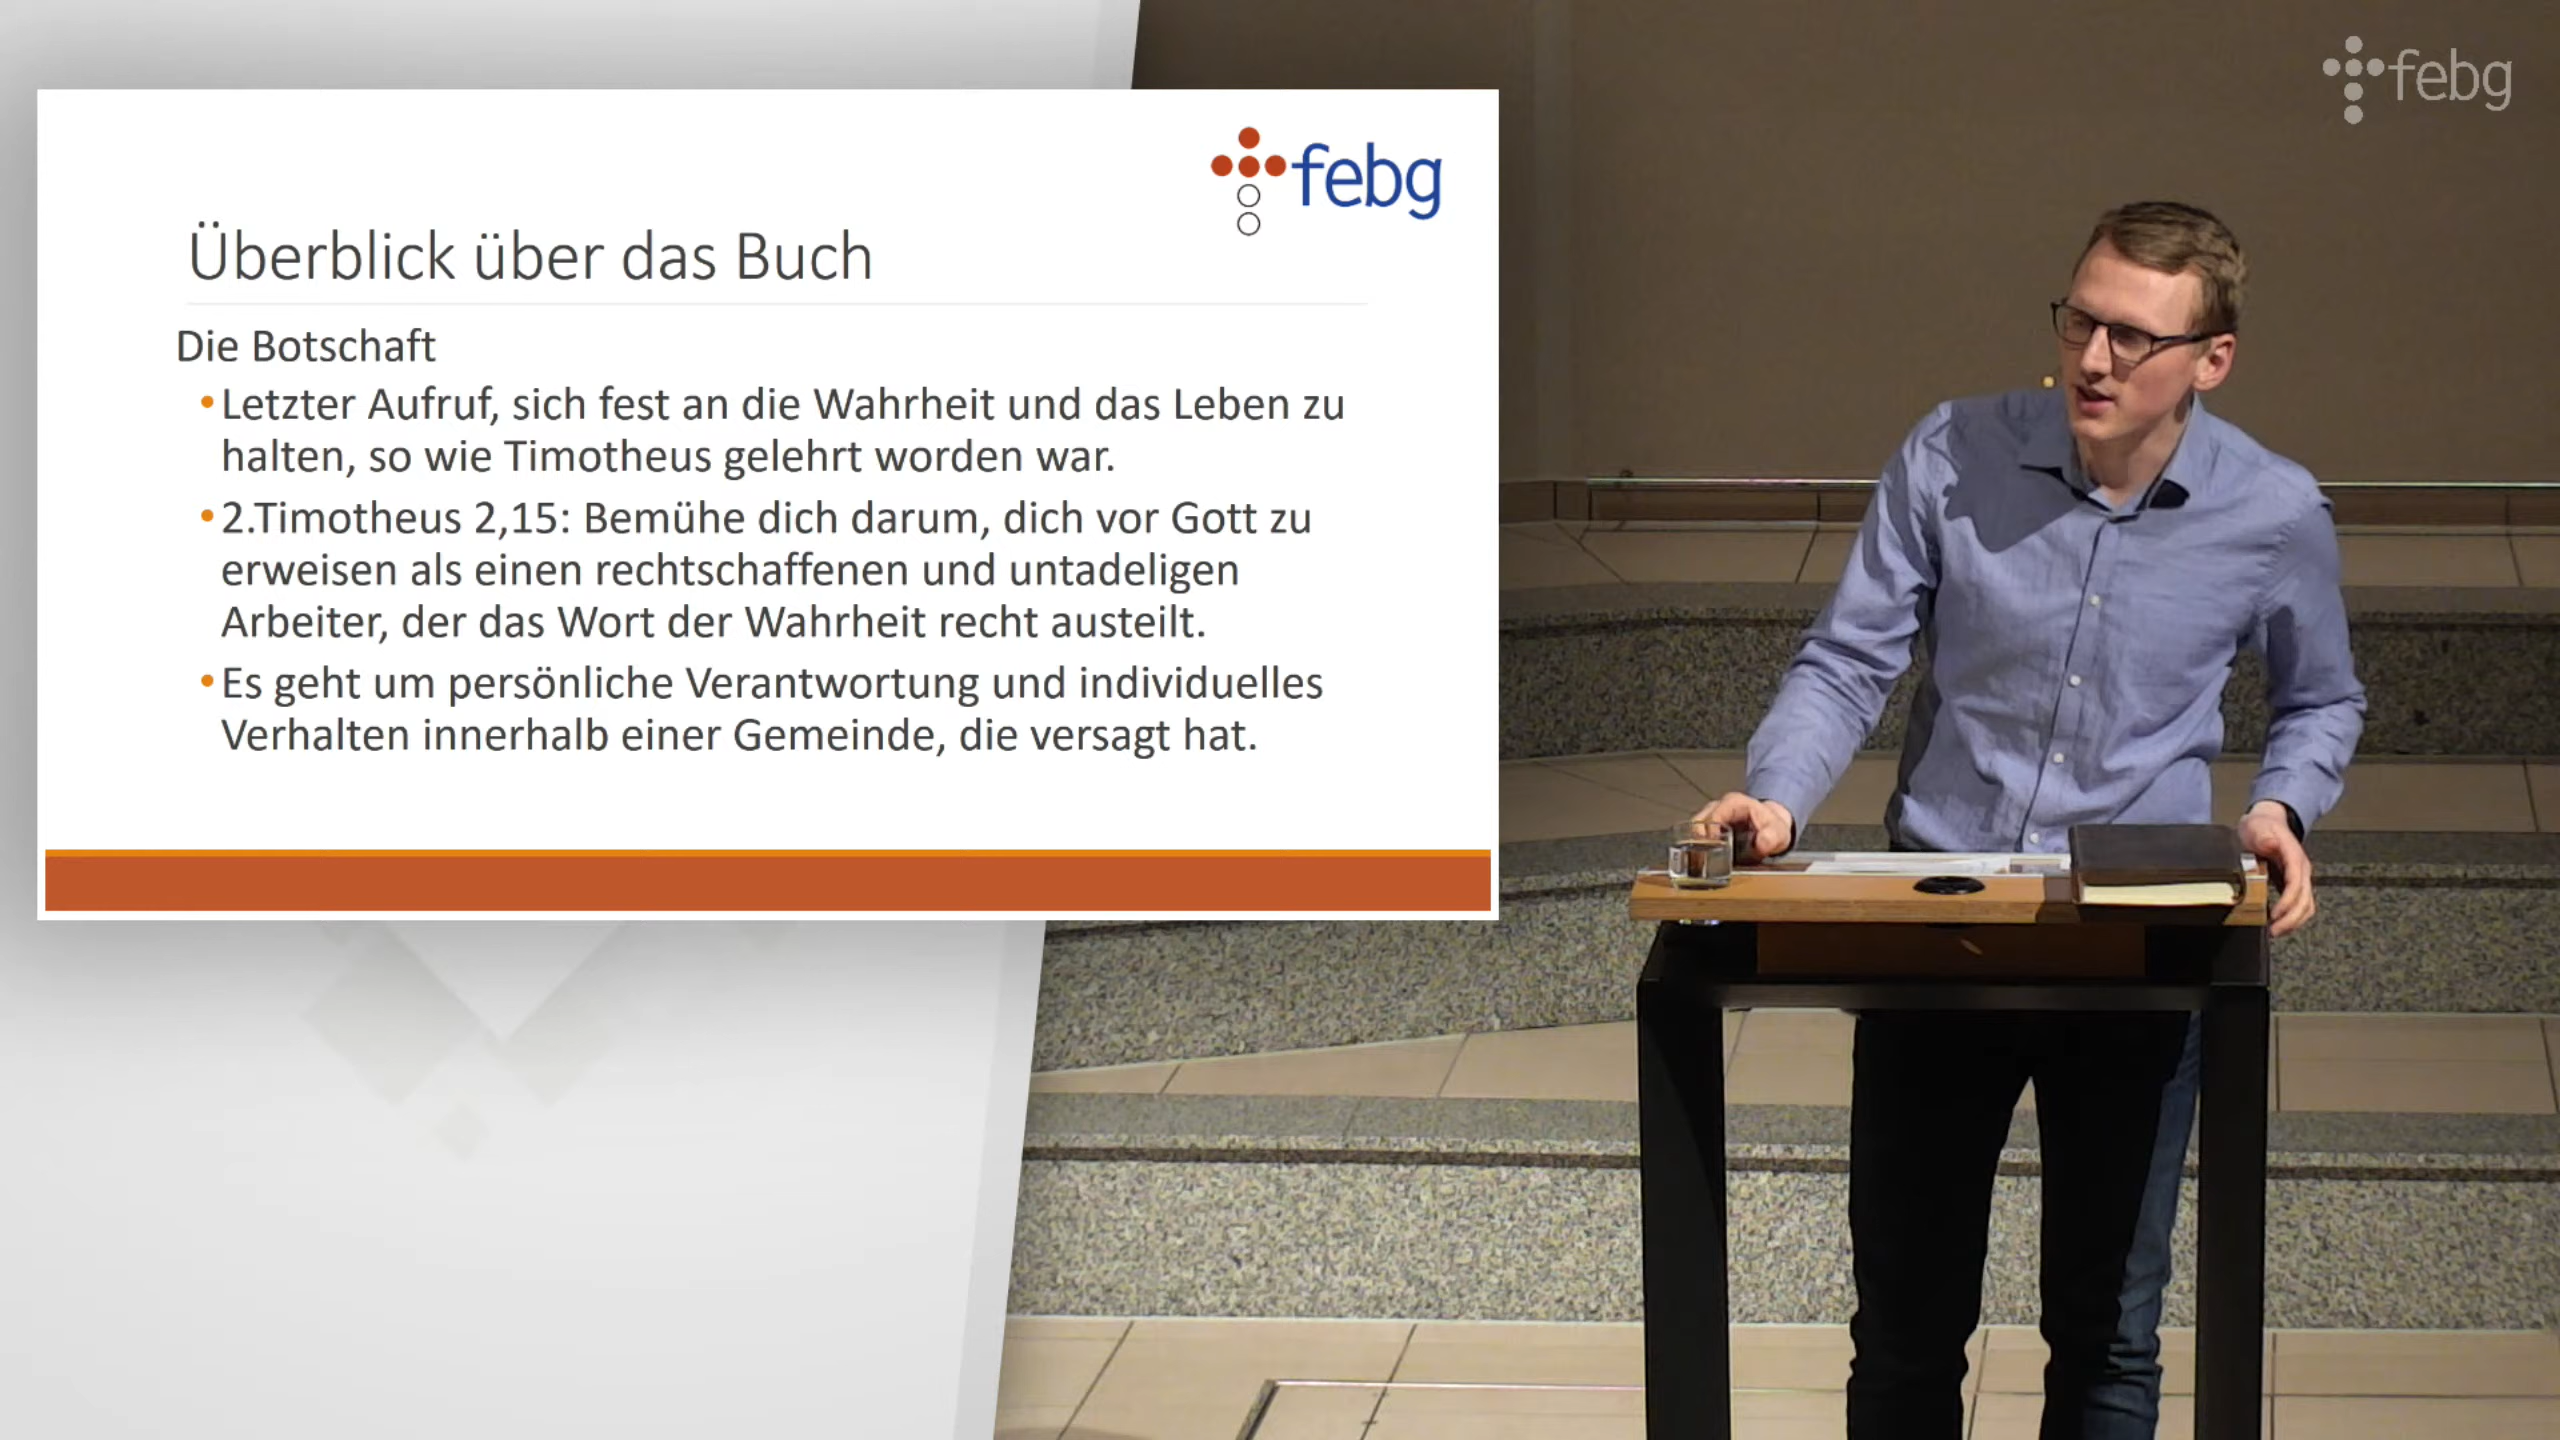 febg
febg
Überblick über das Buch
Die Botschaft
•Letzter Aufruf, sich fest an die Wahrheit und das Leben zu
halten, so wie Timotheus gelehrt worden war.
•2.Timotheus 2,15: Bemühe dich darum, dich vor Gott zu
erweisen als einen rechtschaffenen und untadeligen
Arbeiter, der das Wort der Wahrheit recht austeilt.
•Es geht um persönliche Verantwortung und individuelles
Verhalten innerhalb einer Gemeinde, die versagt hat.